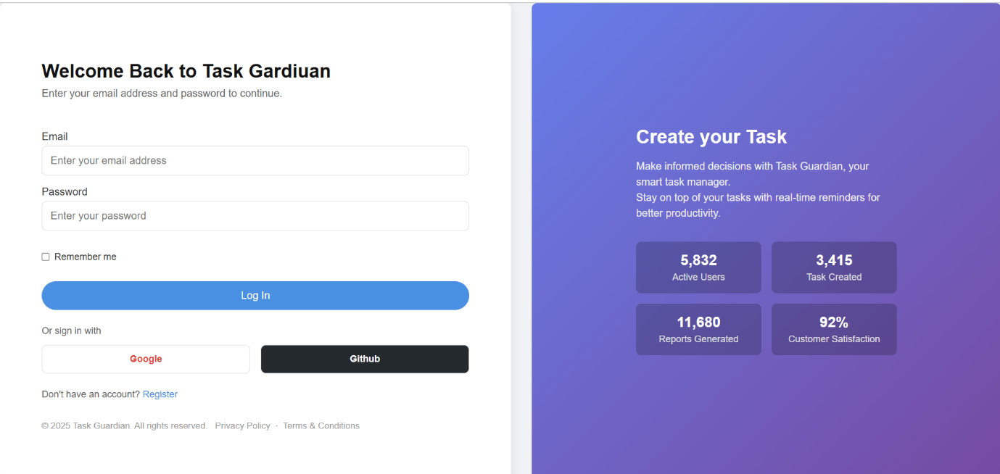 Welcome Back to Task Gardiuan
Enter your email address and password to continue.
Email
Enter your email address
Password
Enter your password
Remember me
Log In
Or sign in with
Google
Github
Don't have an account? Register
© 2025 Task Guardian. All rights reserved. Privacy Policy · Terms & Conditions
Create your Task
Make informed decisions with Task Guardian, your
smart task manager.
Stay on top of your tasks with real-time reminders for
better productivity.
5,832
Active Users
3,415
Task Created
11,680
Reports Generated
92%
Customer Satisfaction